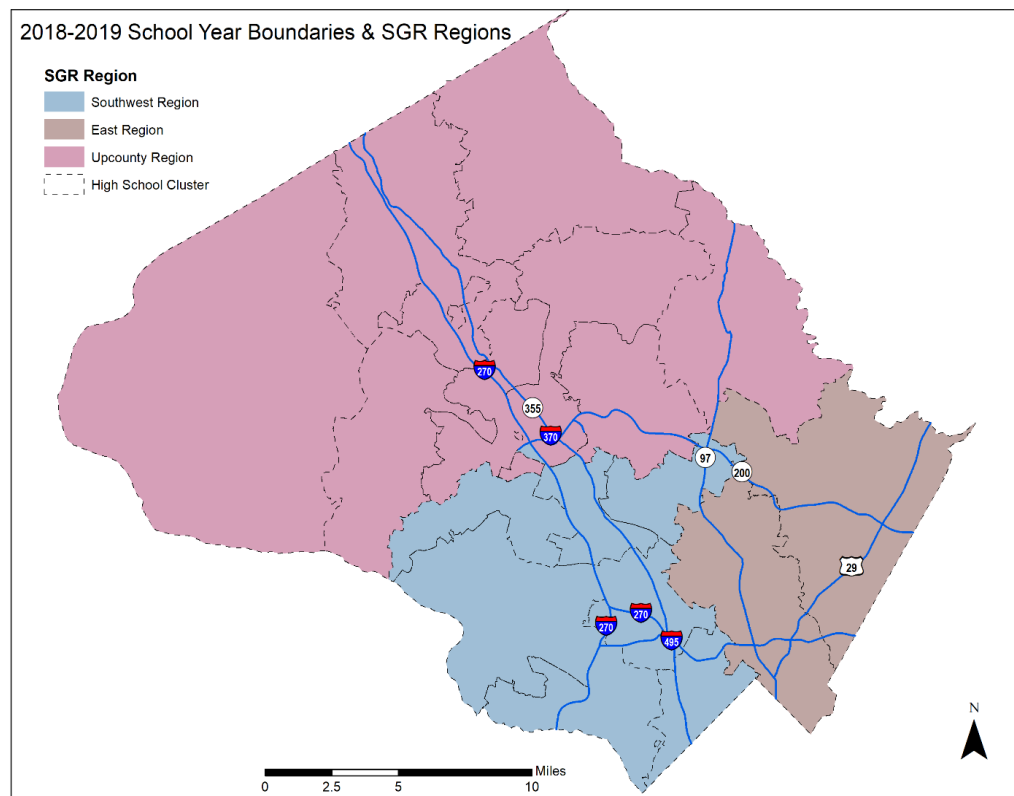 2018-2019 School Year Boundaries & SGR Regions
SGR Region
Southwest Region
East Region
Upcounty Region
High School Cluster
270
355
370
97
200
29
270
270
495
N
Miles
0 2.5 5 10